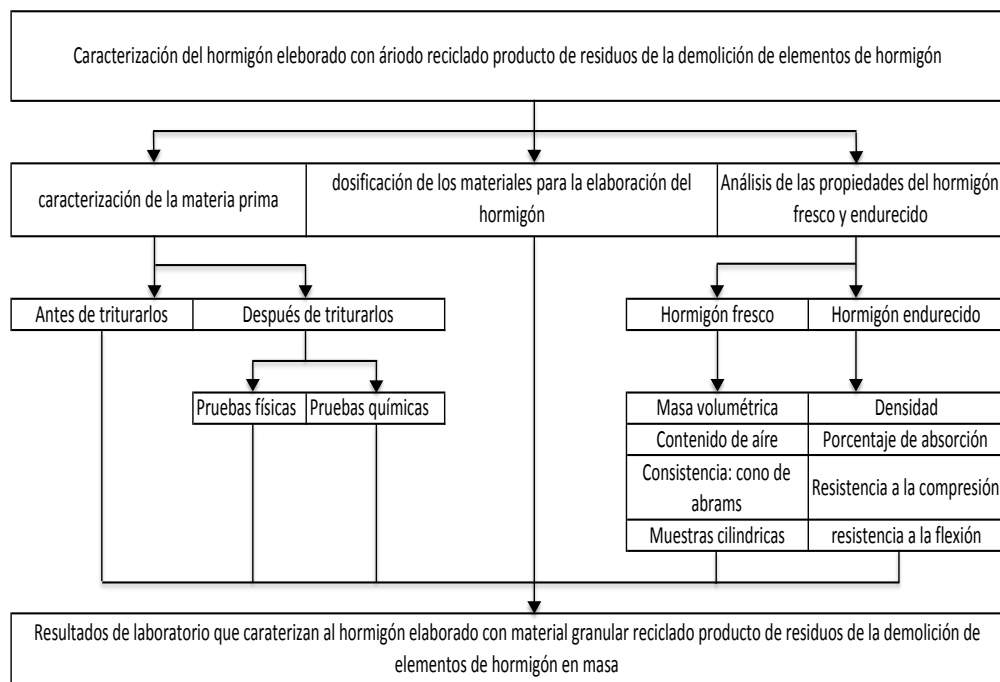 Caracterización del hormigón eleborado con áriodo reciclado producto de residuos de la demolición de elementos de hormigón
caracterización de la materia prima
dosificación de los materiales para la elaboración del
hormigón
Análisis de las propiedades del hormigón
fresco y endurecido
Antes de triturarlos
Después de triturarlos
Hormigón fresco
Hormigón endurecido
Pruebas físicas
Pruebas químicas
Masa volumétrica
Densidad
Contenido de aíre
Porcentaje de absorción
Consistencia: cono de
abrams
Resistencia a la compresión
Muestras cilindricas
resistencia a la flexión
Resultados de laboratorio que caraterizan al hormigón elaborado con material granular reciclado producto de residuos de la demolición de
elementos de hormigón en masa